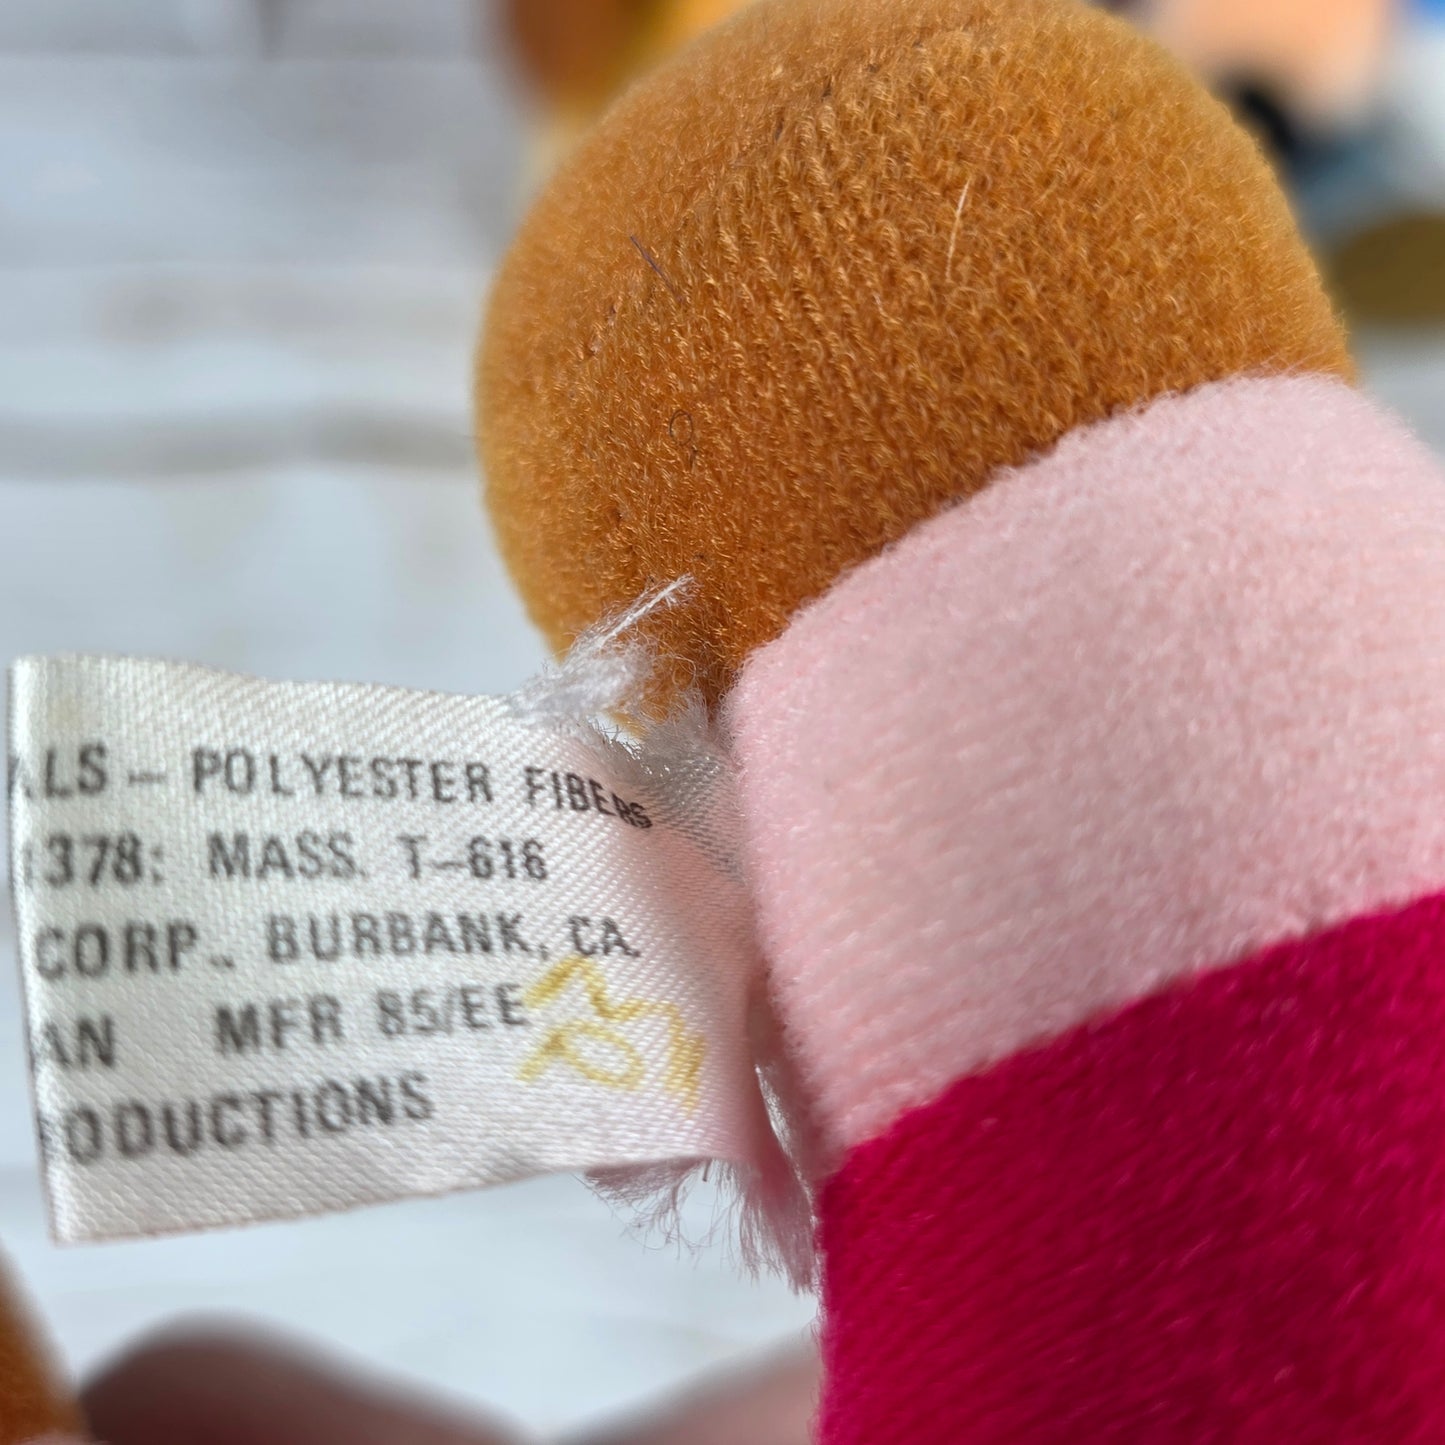 LS – POLYESTER FIBERS
378: MASS. T–616
CORP., BURBANK, CA.
AN MFR 85/EE
ODUCTIONS